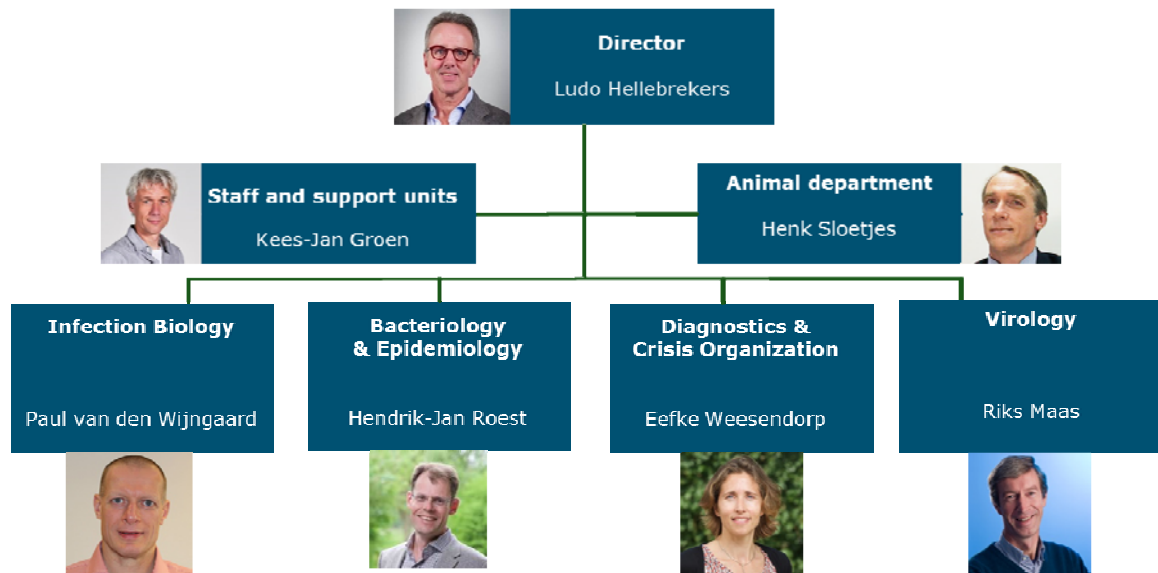 Director
Ludo Hellebrekers
Staff and support units
Kees-Jan Groen
Animal department
Henk Sloetjes
Infection Biology
Paul van den Wijngaard
Bacteriology
& Epidemiology
Hendrik-Jan Roest
Diagnostics &
Crisis Organization
Eefke Weesendorp
Virology
Riks Maas